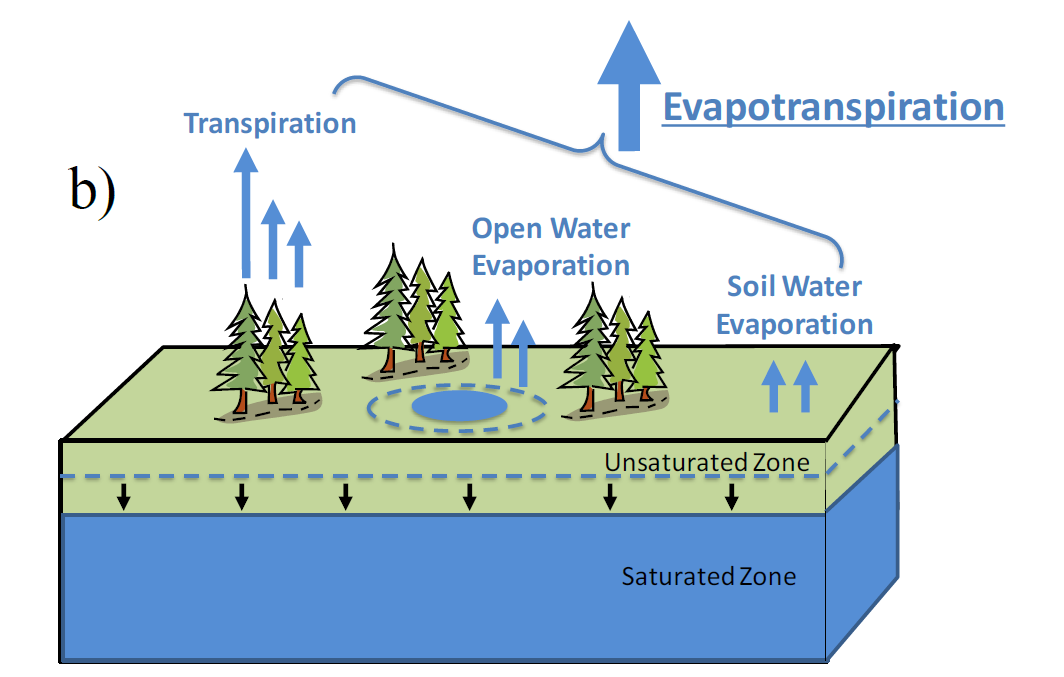 Evapotranspiration
Transpiration
b)
Open Water
Evaporation
Soil Water
Evaporation
Unsaturated Zone
Saturated Zone